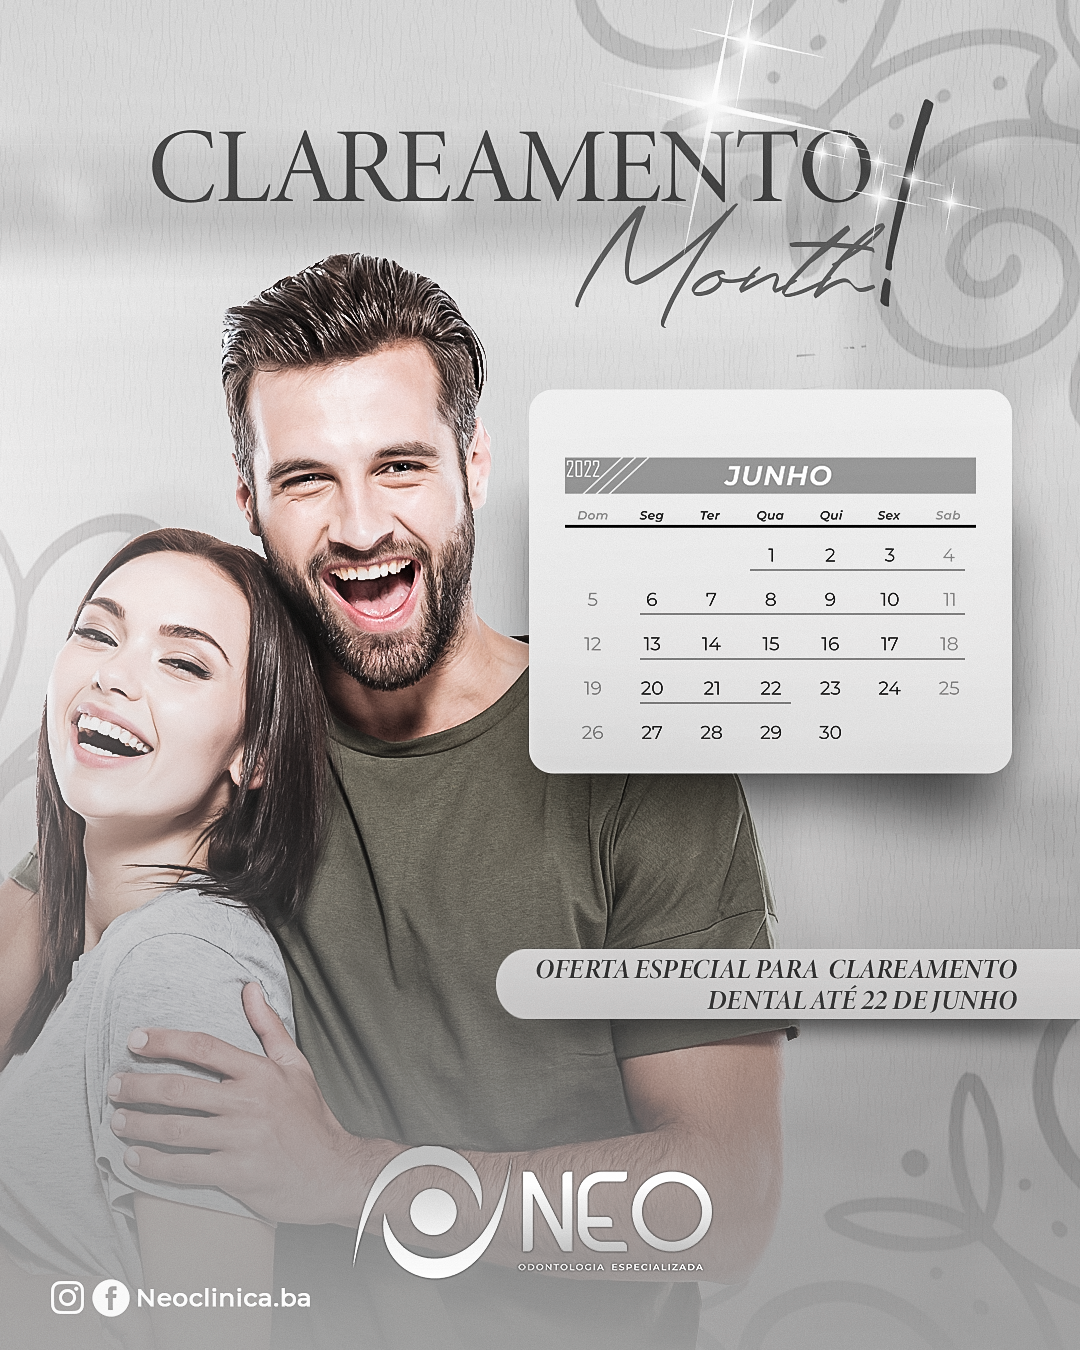 CLAREAMENTO
Month!
2022 JUNHO
Dom Seg Ter Qua Qui Sex Sab
1 2 3 4
5 6 7 8 9 10 11
12 13 14 15 16 17 18
19 20 21 22 23 24 25
26 27 28 29 30
OFERTA ESPECIAL PARA CLAREAMENTO
DENTAL ATÉ 22 DE JUNHO
NEO
ODONTOLOGIA ESPECIALIZADA
Neoclinica.ba